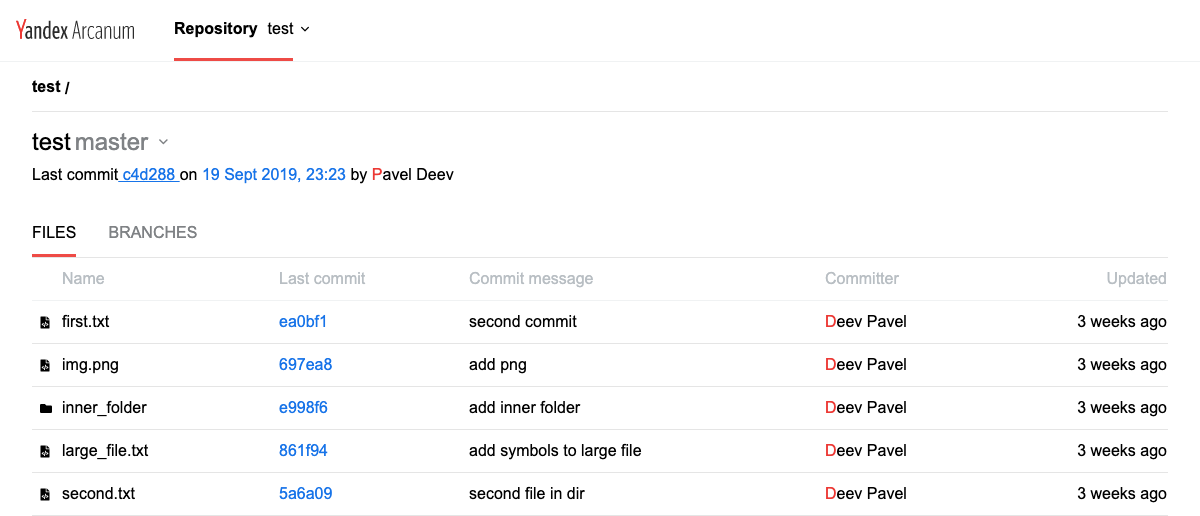 Yandex Arcanum Repository test
test /
test master
Last commit c4d288 on 19 Sept 2019, 23:23 by Pavel Deev
FILES BRANCHES
Name Last commit Commit message Committer Updated
first.txt ea0bf1 second commit Deev Pavel 3 weeks ago
img.png 697ea8 add png Deev Pavel 3 weeks ago
inner_folder e998f6 add inner folder Deev Pavel 3 weeks ago
large_file.txt 861f94 add symbols to large file Deev Pavel 3 weeks ago
second.txt 5a6a09 second file in dir Deev Pavel 3 weeks ago